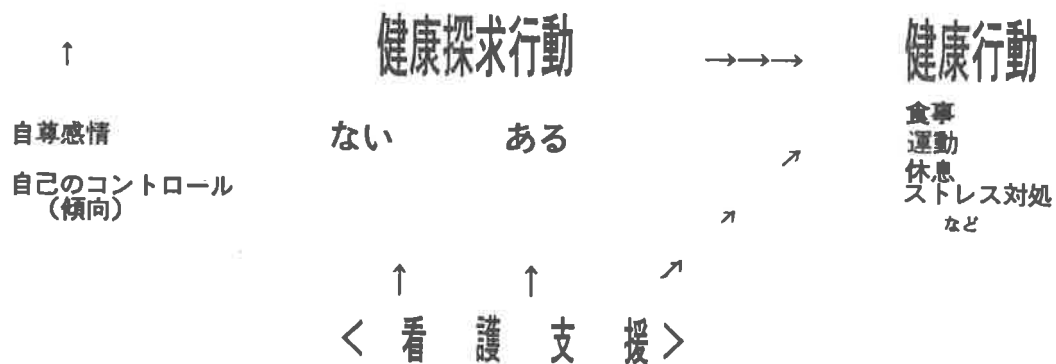 ↑ 健康探求行動 →→→ 健康行動
自尊感情 ない ある 食事
↗ 運動
自己のコントロール 休息
(傾向) ストレス対処
↗ など
↑ ↑ ↗
< 看 護 支 援 >